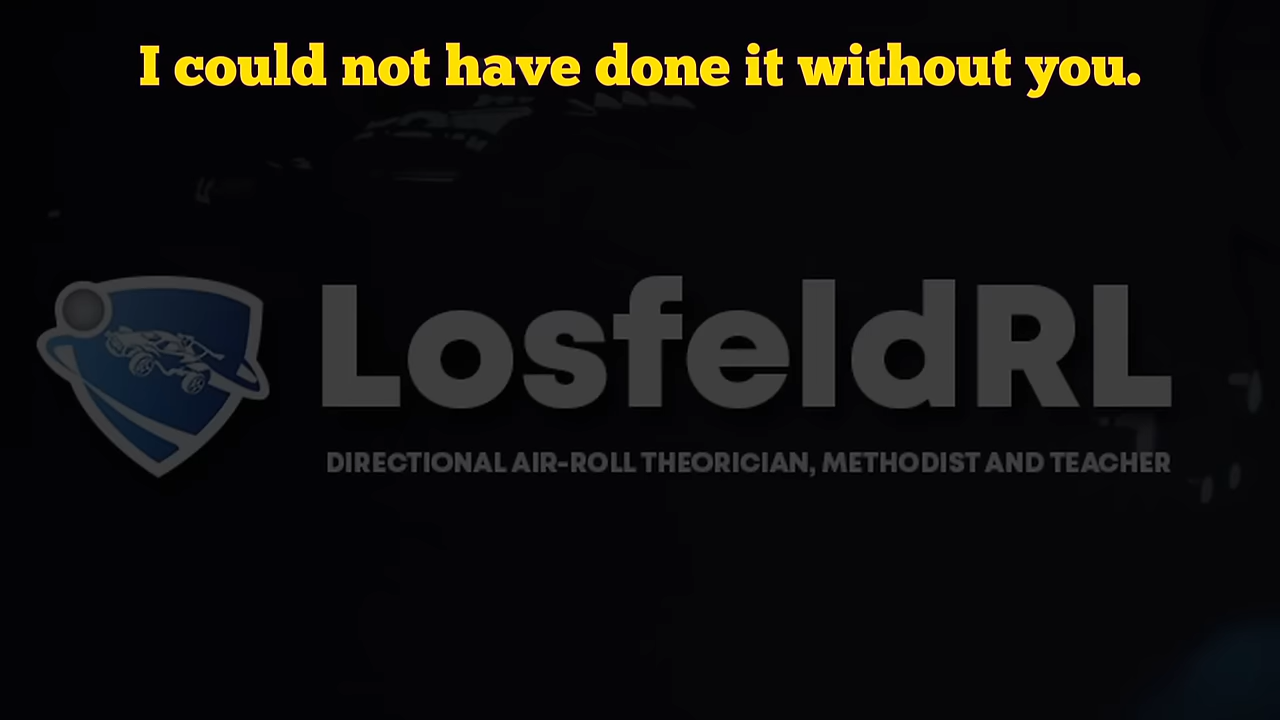 I could not have done it without you.
LosfeldRL
DIRECTIONAL AIR-ROLL THEORICIAN, METHODIST AND TEACHER